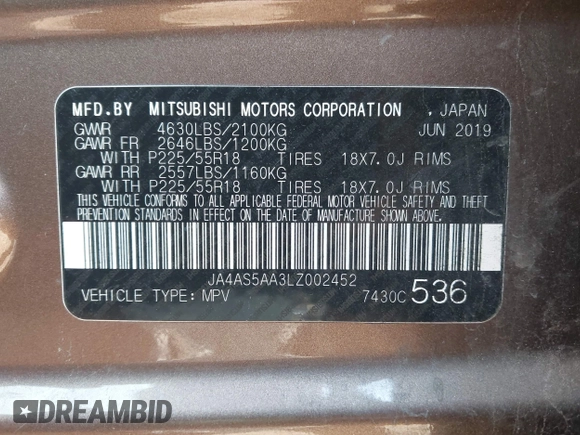 MFD.BY MITSUBISHI MOTORS CORPORATION , JAPAN
GVWR 4630LBS/2100KG JUN 2019
GAWR FR 2646LBS/1200KG
WITH P225/55R18 TIRES 18X7.0J RIMS
GAWR RR 2557LBS/1160KG
WITH P225/55R18 TIRES 18X7.0J RIMS
THIS VEHICLE CONFORMS TO ALL APPLICABLE FEDERAL MOTOR VEHICLE SAFETY AND THEFT
PREVENTION STANDARDS IN EFFECT ON THE DATE OF MANUFACTURE SHOWN ABOVE.
JA4AS5AA3LZ002452
VEHICLE TYPE: MPV 7430C 536
DREAMBID